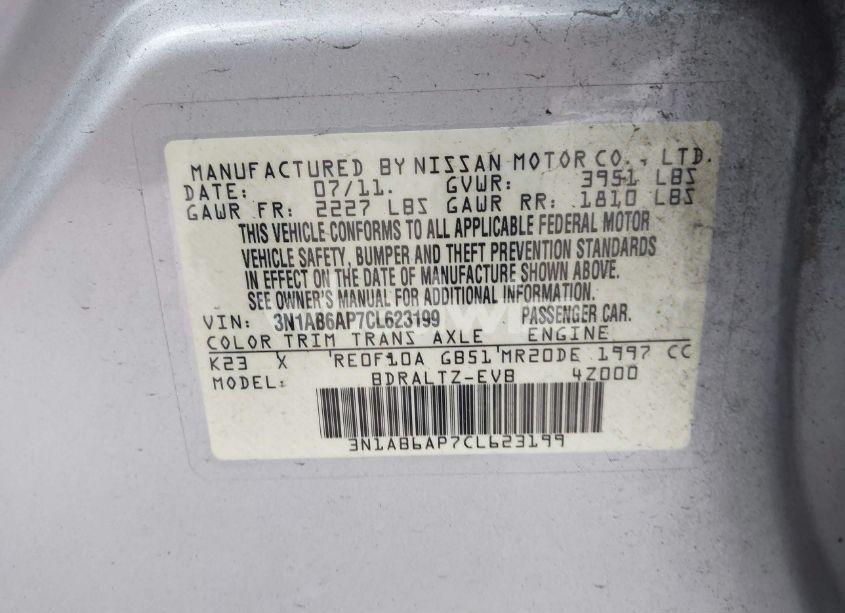 MANUFACTURED BY NISSAN MOTOR CO., LTD.
DATE: 07/11. GVWR: 3951 LBS
GAWR FR: 2227 LBS GAWR RR: 1810 LBS
THIS VEHICLE CONFORMS TO ALL APPLICABLE FEDERAL MOTOR
VEHICLE SAFETY, BUMPER AND THEFT PREVENTION STANDARDS
IN EFFECT ON THE DATE OF MANUFACTURE SHOWN ABOVE.
SEE OWNER'S MANUAL FOR ADDITIONAL INFORMATION.
VIN: 3N1AB6AP7CL623199 PASSENGER CAR.
COLOR TRIM TRANS AXLE ENGINE
K23 X RE0F10A GB51 MR20DE 1997 CC
MODEL: BDRALTZ-EVB 4Z000
3N1AB6AP7CL623199